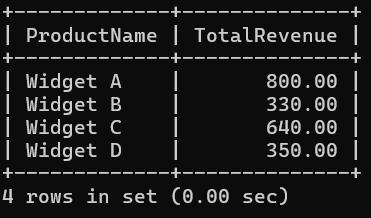 +-------------+--------------+
| ProductName | TotalRevenue |
+-------------+--------------+
| Widget A    |       800.00 |
| Widget B    |       330.00 |
| Widget C    |       640.00 |
| Widget D    |       350.00 |
+-------------+--------------+
4 rows in set (0.00 sec)